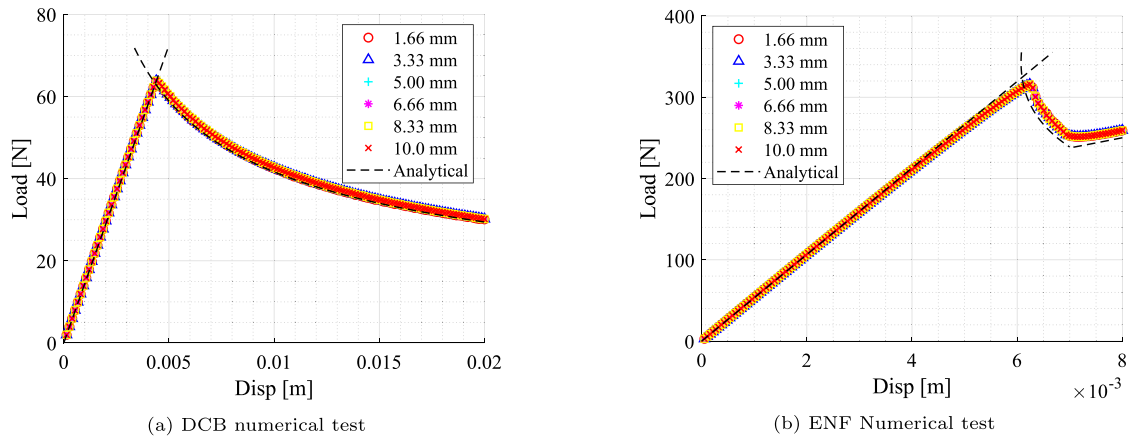 80
60
40
20
0
Load [N]
1.66 mm
3.33 mm
5.00 mm
6.66 mm
8.33 mm
10.0 mm
Analytical
0 0.005 0.01 0.015 0.02
Disp [m]
(a) DCB numerical test
400
300
200
100
0
Load [N]
1.66 mm
3.33 mm
5.00 mm
6.66 mm
8.33 mm
10.0 mm
Analytical
0 2 4 6 8
Disp [m]
×10⁻³
(b) ENF Numerical test